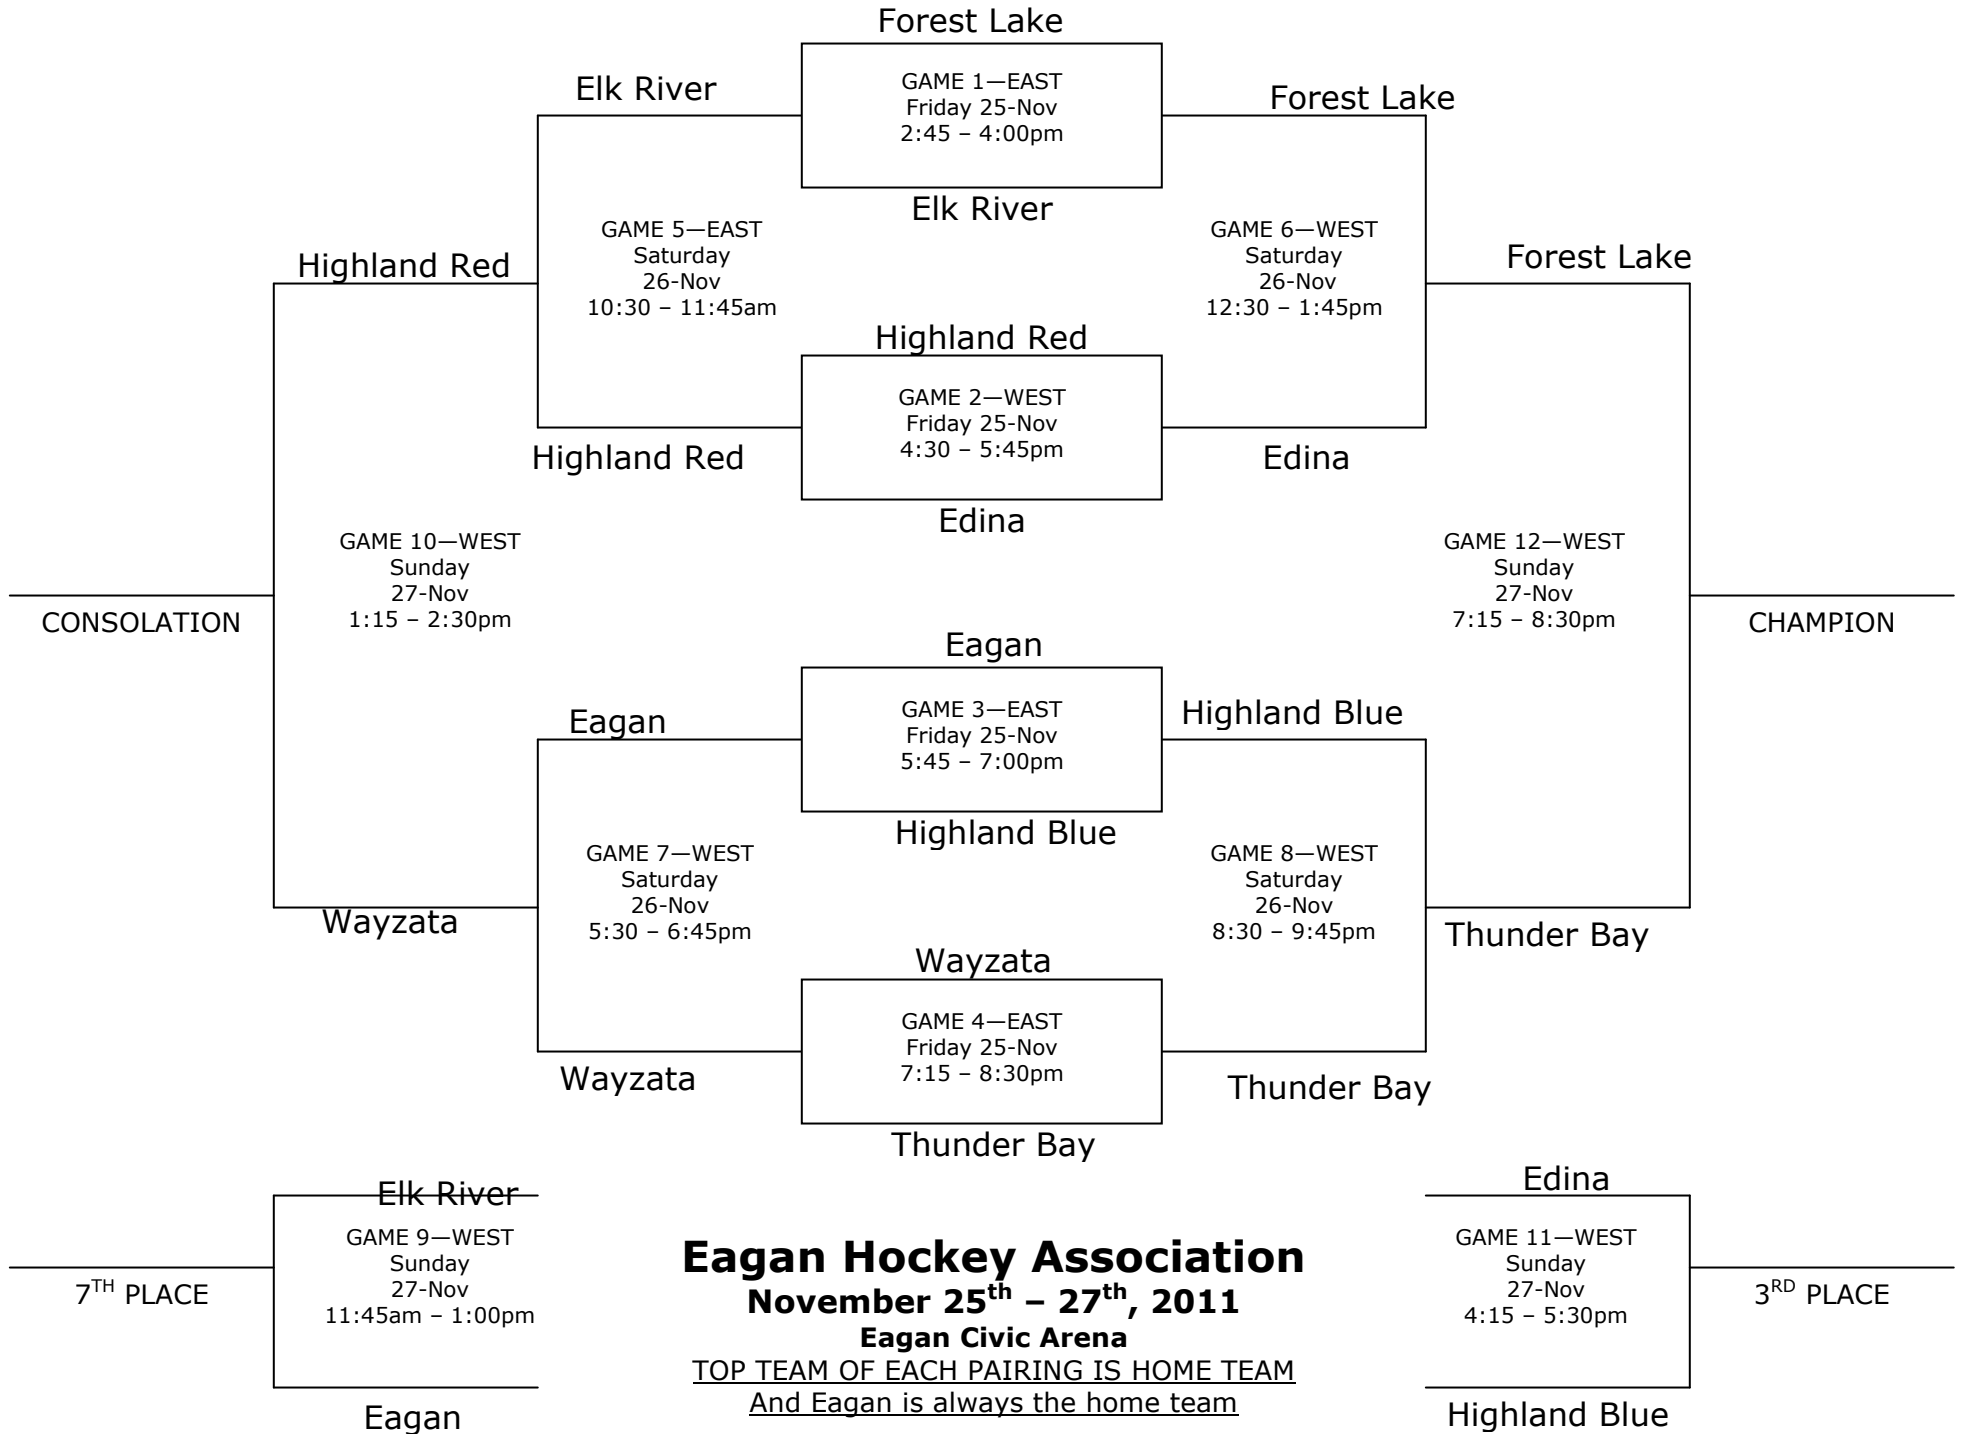 Forest Lake
GAME 1—EAST
Friday 25-Nov
2:45 – 4:00pm
Elk River
Elk River
Forest Lake
GAME 5—EAST
Saturday
26-Nov
10:30 – 11:45am
GAME 6—WEST
Saturday
26-Nov
12:30 – 1:45pm
Highland Red
Forest Lake
Highland Red
GAME 2—WEST
Friday 25-Nov
4:30 – 5:45pm
Edina
Highland Red
Edina
GAME 10—WEST
Sunday
27-Nov
1:15 – 2:30pm
CONSOLATION
GAME 12—WEST
Sunday
27-Nov
7:15 – 8:30pm
CHAMPION
Eagan
GAME 3—EAST
Friday 25-Nov
5:45 – 7:00pm
Highland Blue
Eagan
Highland Blue
GAME 7—WEST
Saturday
26-Nov
5:30 – 6:45pm
GAME 8—WEST
Saturday
26-Nov
8:30 – 9:45pm
Wayzata
Thunder Bay
Wayzata
GAME 4—EAST
Friday 25-Nov
7:15 – 8:30pm
Thunder Bay
Wayzata
Thunder Bay
Elk River
GAME 9—WEST
Sunday
27-Nov
11:45am – 1:00pm
Eagan
7TH PLACE
Eagan Hockey Association
November 25th – 27th, 2011
Eagan Civic Arena
TOP TEAM OF EACH PAIRING IS HOME TEAM
And Eagan is always the home team
Edina
GAME 11—WEST
Sunday
27-Nov
4:15 – 5:30pm
Highland Blue
3RD PLACE